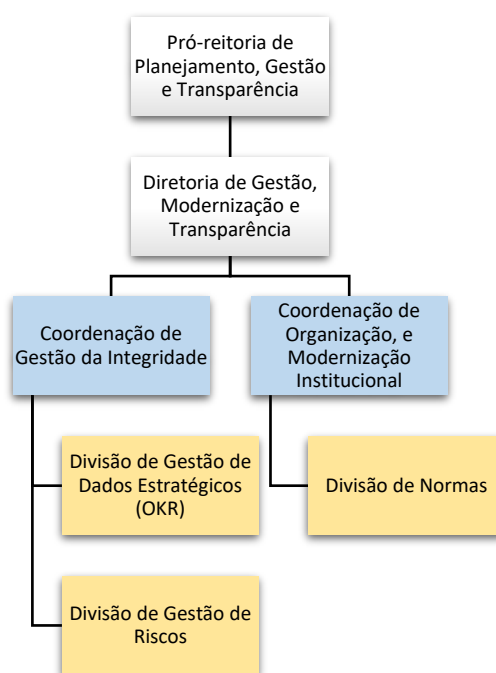 Pró-reitoria de
Planejamento, Gestão
e Transparência
Diretoria de Gestão,
Modernização e
Transparência
Coordenação de
Gestão da Integridade
Coordenação de
Organização, e
Modernização
Institucional
Divisão de Gestão de
Dados Estratégicos
(OKR)
Divisão de Normas
Divisão de Gestão de
Riscos